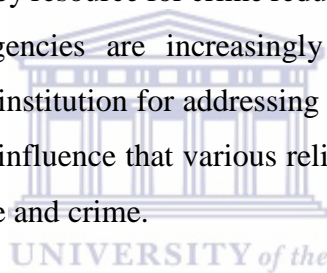 y resource for crime redu
gencies are increasingly
institution for addressing
influence that various reli
e and crime.
UNIVERSITY of the